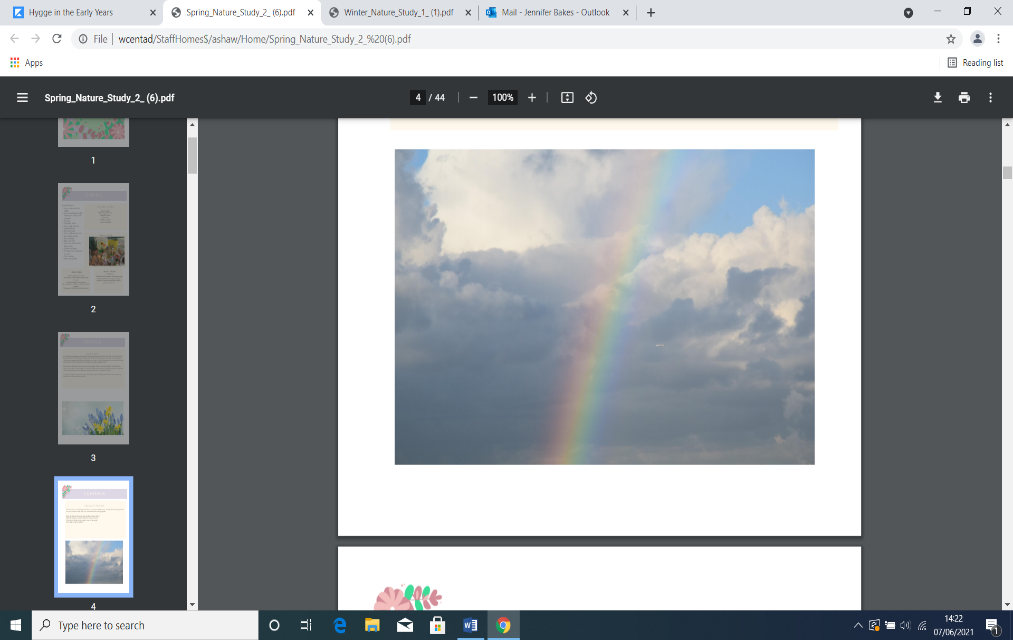 Hygge in the Early Years
Spring_Nature_Study_2_ (6).pdf
Winter_Nature_Study_1_ (1).pdf
Mail - Jennifer Bakes - Outlook
File | wcentad/StaffHomes$/ashaw/Home/Spring_Nature_Study_2_%20(6).pdf
Apps
Reading list
Spring_Nature_Study_2_ (6).pdf
4 / 44
100%
1
2
3
4
Type here to search
14:22
07/06/2021
1